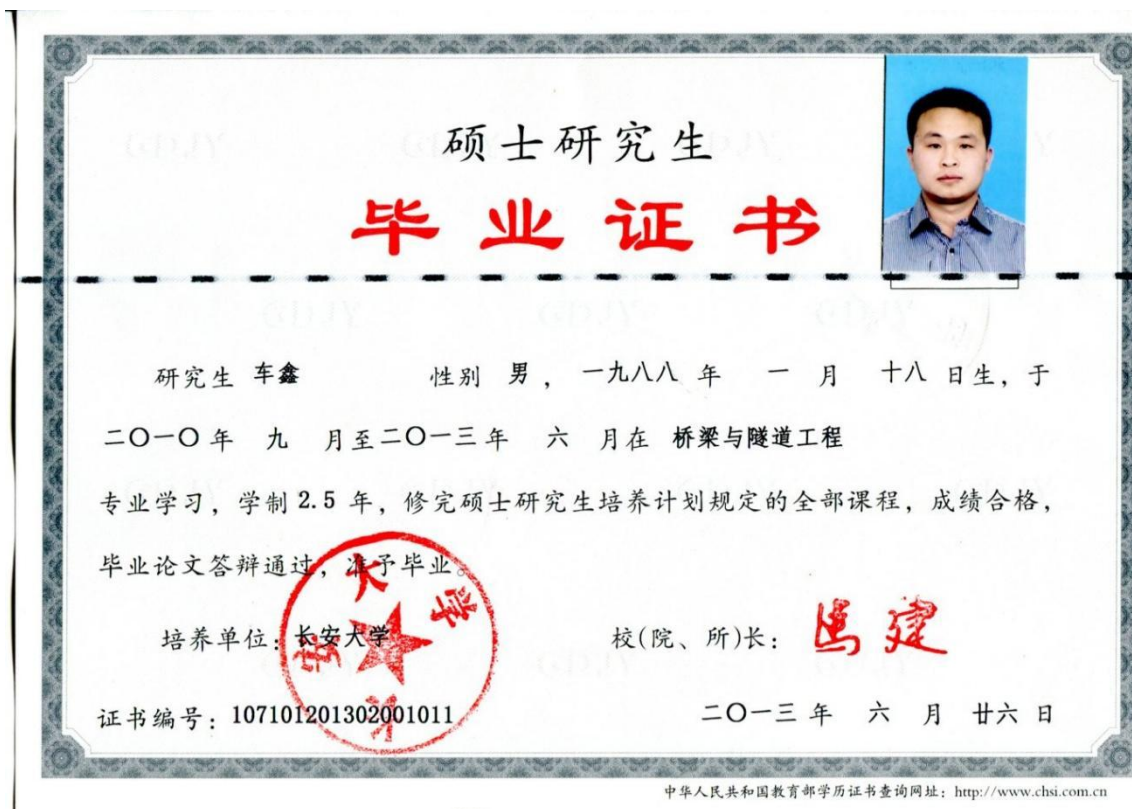 硕士研究生
毕业证书
研究生 车鑫 性别 男，一九八八 年 一 月 十八 日生，于
二〇一〇年 九 月至二〇一三年 六 月在 桥梁与隧道工程
专业学习，学制 2.5 年，修完硕士研究生培养计划规定的全部课程，成绩合格，
毕业论文答辩通过，准予毕业。
长安大学
培养单位：长安大学 校(院、所)长：马建
证书编号：107101201302001011 二〇一三 年 六 月 廿六 日
中华人民共和国教育部学历证书查询网址：http://www.chsi.com.cn